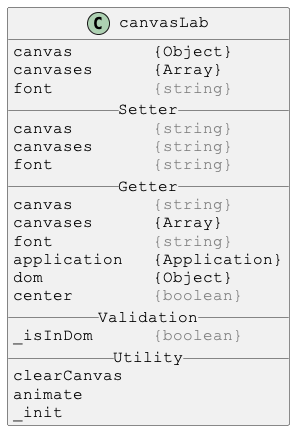 C canvasLab
canvas {Object}
canvases {Array}
font {string}
Setter
canvas {string}
canvases {string}
font {string}
Getter
canvas {string}
canvases {Array}
font {string}
application {Application}
dom {Object}
center {boolean}
Validation
_isInDom {boolean}
Utility
clearCanvas
animate
_init